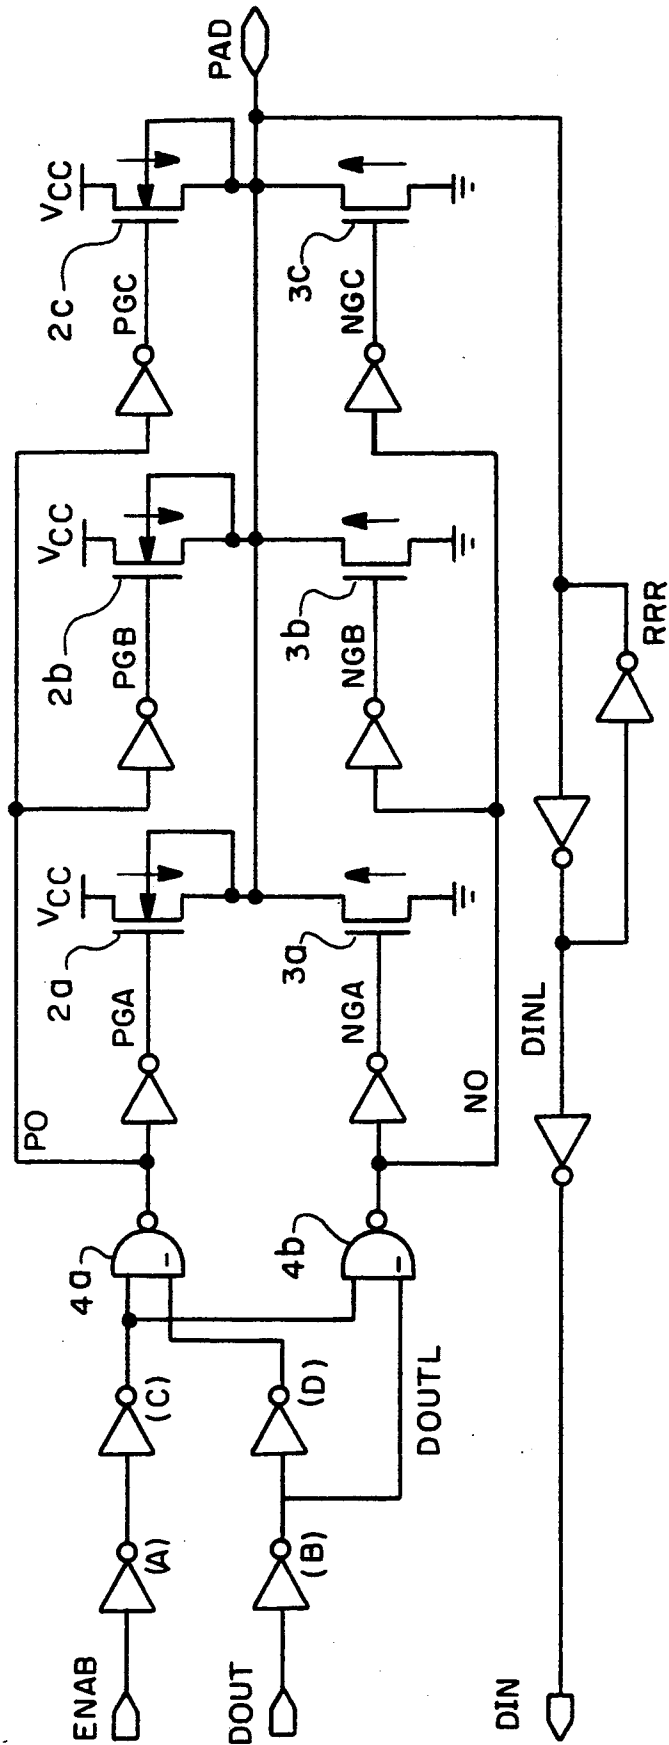 PAD
VCC
2c
PGC
3c
NGC
VCC
2b
PGB
3b
NGB
RRR
VCC
2a
PGA
3a
NGA
DINL
PO
NO
4a
4b
(C)
(D)
DOUTL
(A)
(B)
ENAB
DOUT
DIN